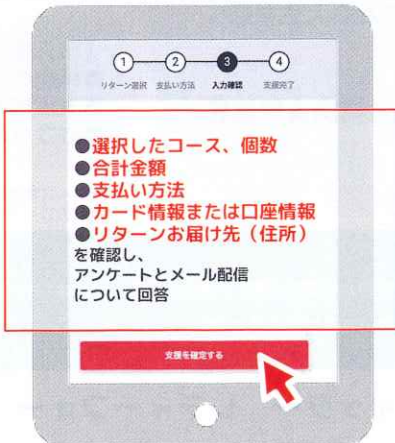 1 2 3 4
リターン選択 支払い方法 入力確認 支援完了
●選択したコース、個数
●合計金額
●支払い方法
●カード情報または口座情報
●リターンお届け先（住所）
を確認し、
アンケートとメール配信
について回答
支援を確定する